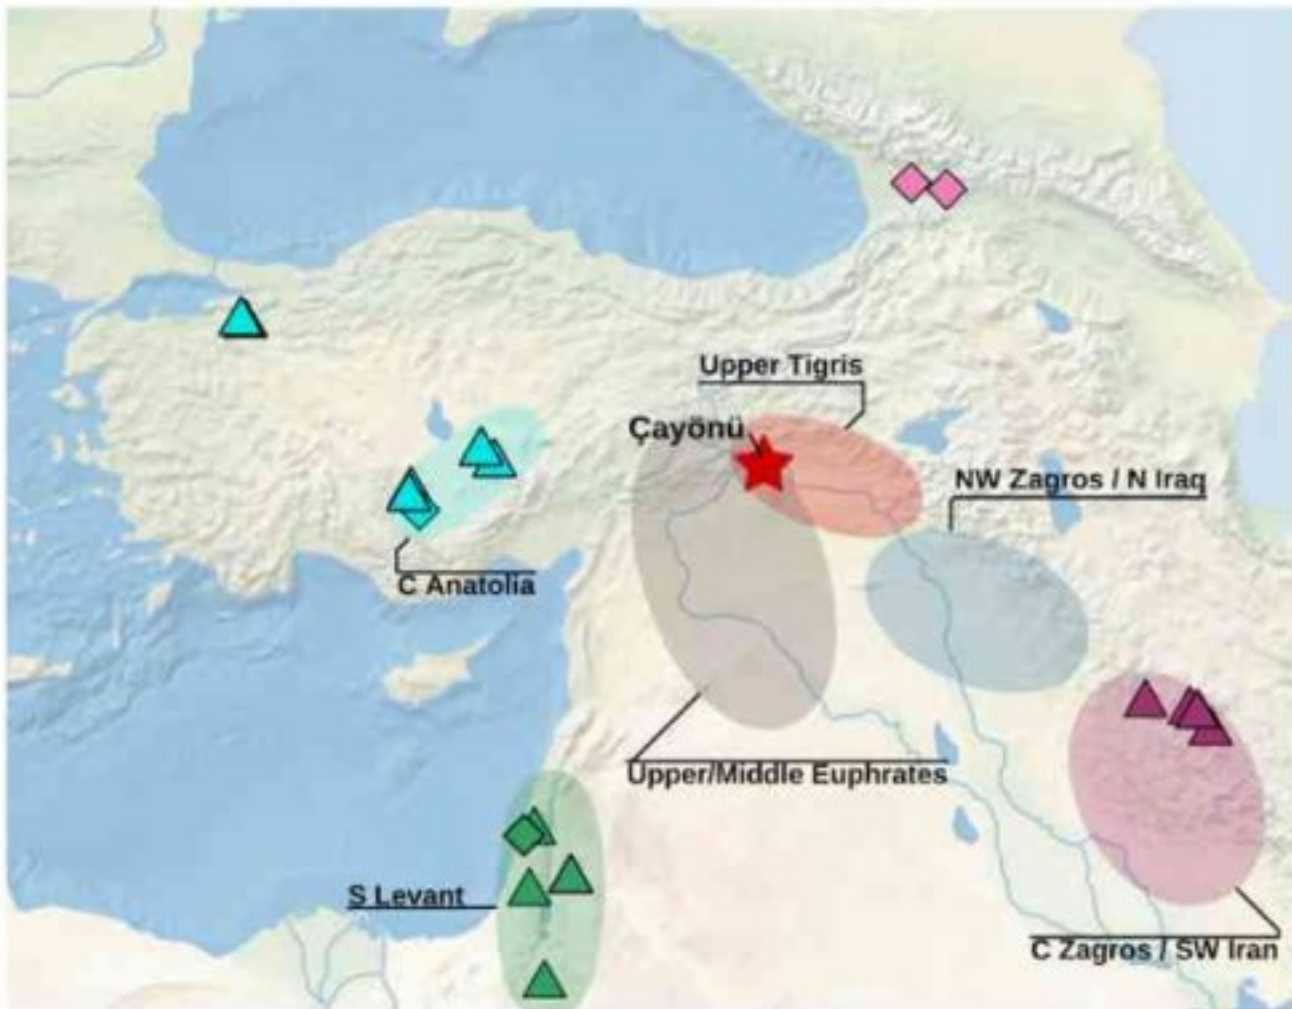 Upper Tigris
Çayönü
NW Zagros / N Iraq
C Anatolia
Upper/Middle Euphrates
S Levant
C Zagros / SW Iran